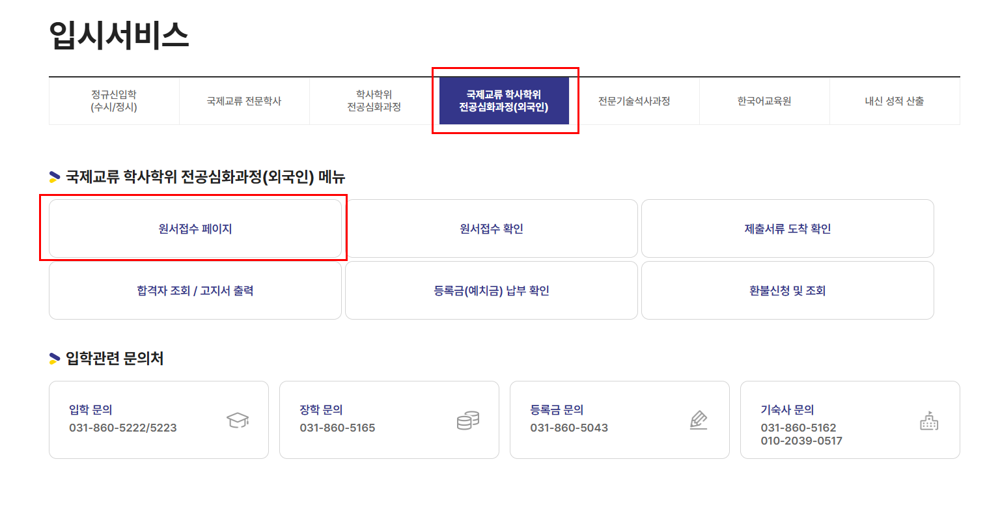 입시서비스
정규신입학
(수시/정시)
국제교류 전문학사
학사학위
전공심화과정
국제교류 학사학위
전공심화과정(외국인)
전문기술석사과정
한국어교육원
내신 성적 산출
국제교류 학사학위 전공심화과정(외국인) 메뉴
원서접수 페이지
원서접수 확인
제출서류 도착 확인
합격자 조회 / 고지서 출력
등록금(예치금) 납부 확인
환불신청 및 조회
입학관련 문의처
입학 문의
031-860-5222/5223
장학 문의
031-860-5165
등록금 문의
031-860-5043
기숙사 문의
031-860-5162
010-2039-0517